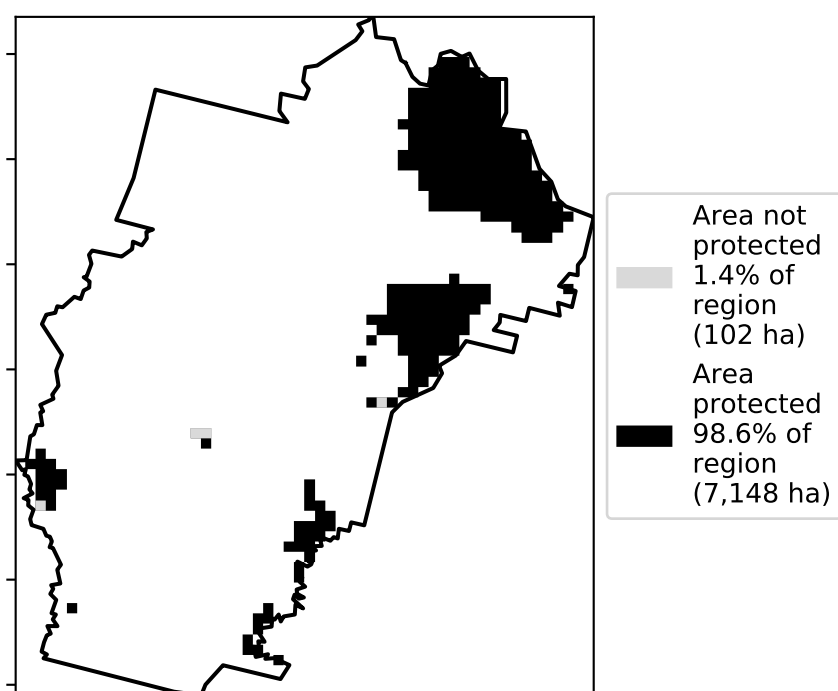 Area not
protected
1.4% of
region
(102 ha)
Area
protected
98.6% of
region
(7,148 ha)